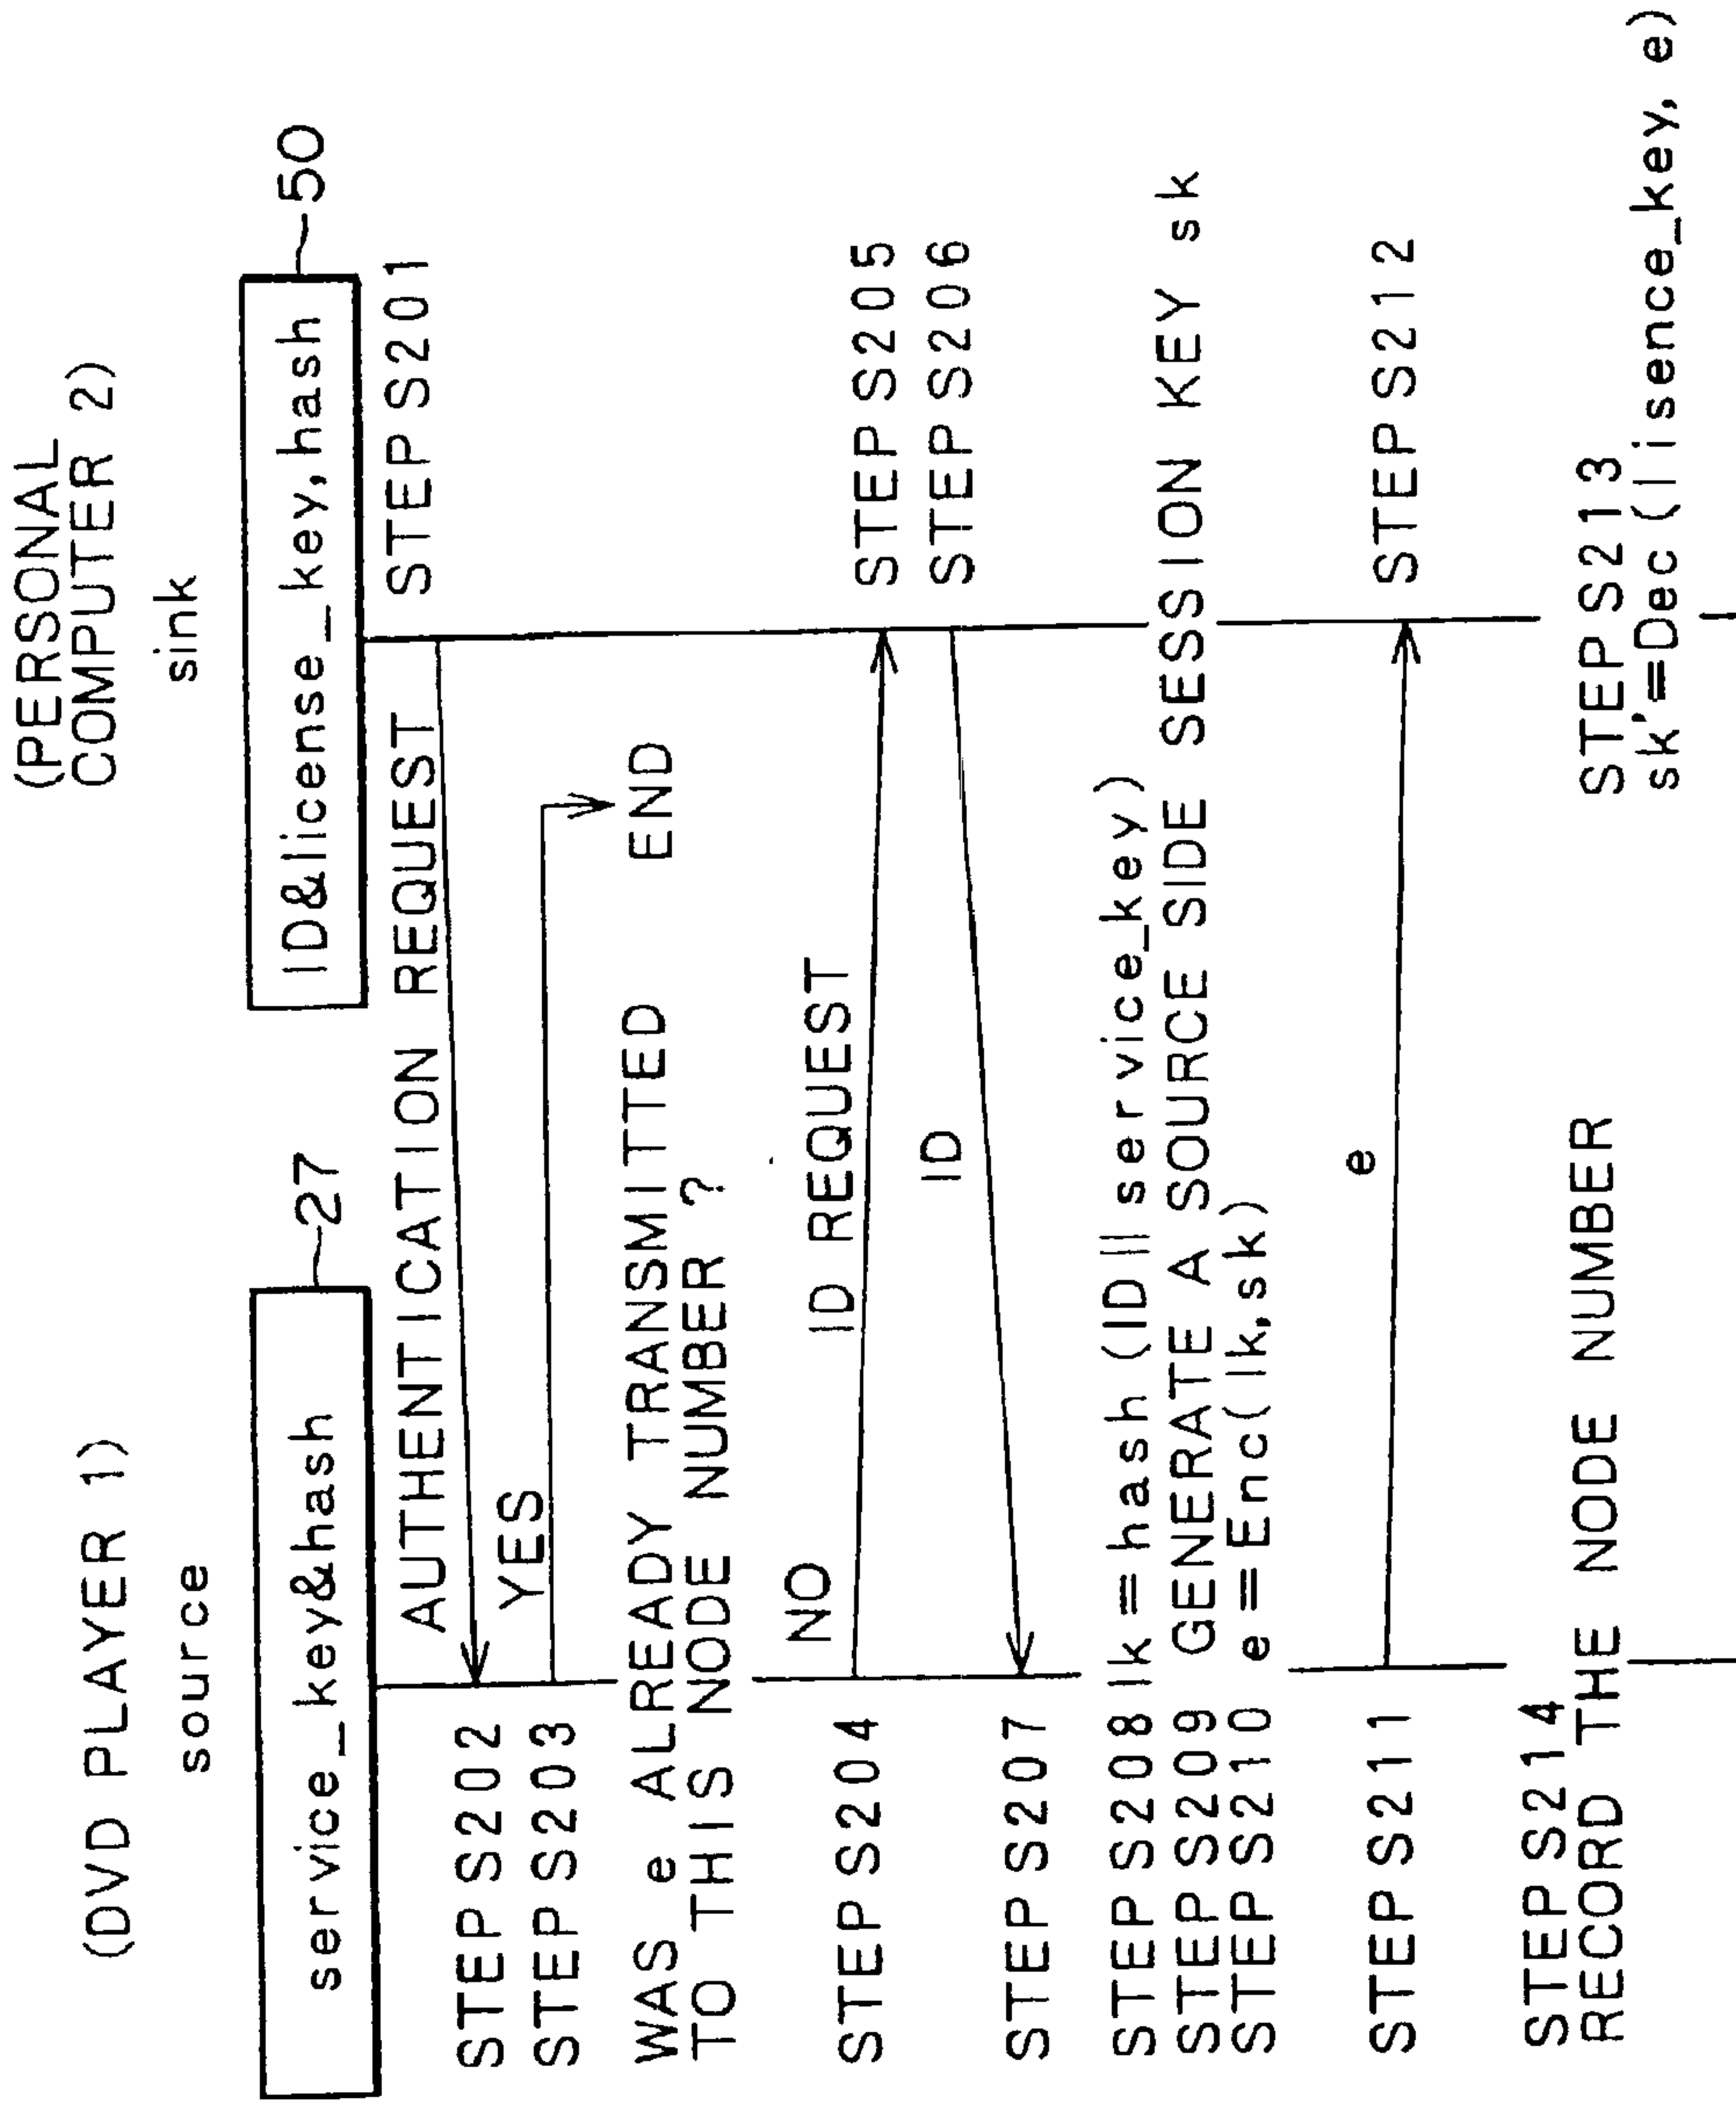 (DVD PLAYER 1)
source
(PERSONAL
COMPUTER 2)
sink
service_key&hash
27
ID&license_key,hash
50
AUTHENTICATION REQUEST
STEP S201
STEP S202
STEP S203
YES
END
WAS e ALREADY TRANSMITTED
TO THIS NODE NUMBER ?
NO
ID REQUEST
STEP S204
STEP S205
STEP S206
ID
STEP S207
STEP S208 lk=hash (ID || service_key)
STEP S209 GENERATE A SOURCE SIDE SESSION KEY sk
STEP S210 e=Enc(lk,sk)
e
STEP S211
STEP S212
STEP S213
sk'=Dec (lisence_key, e)
STEP S214
RECORD THE NODE NUMBER